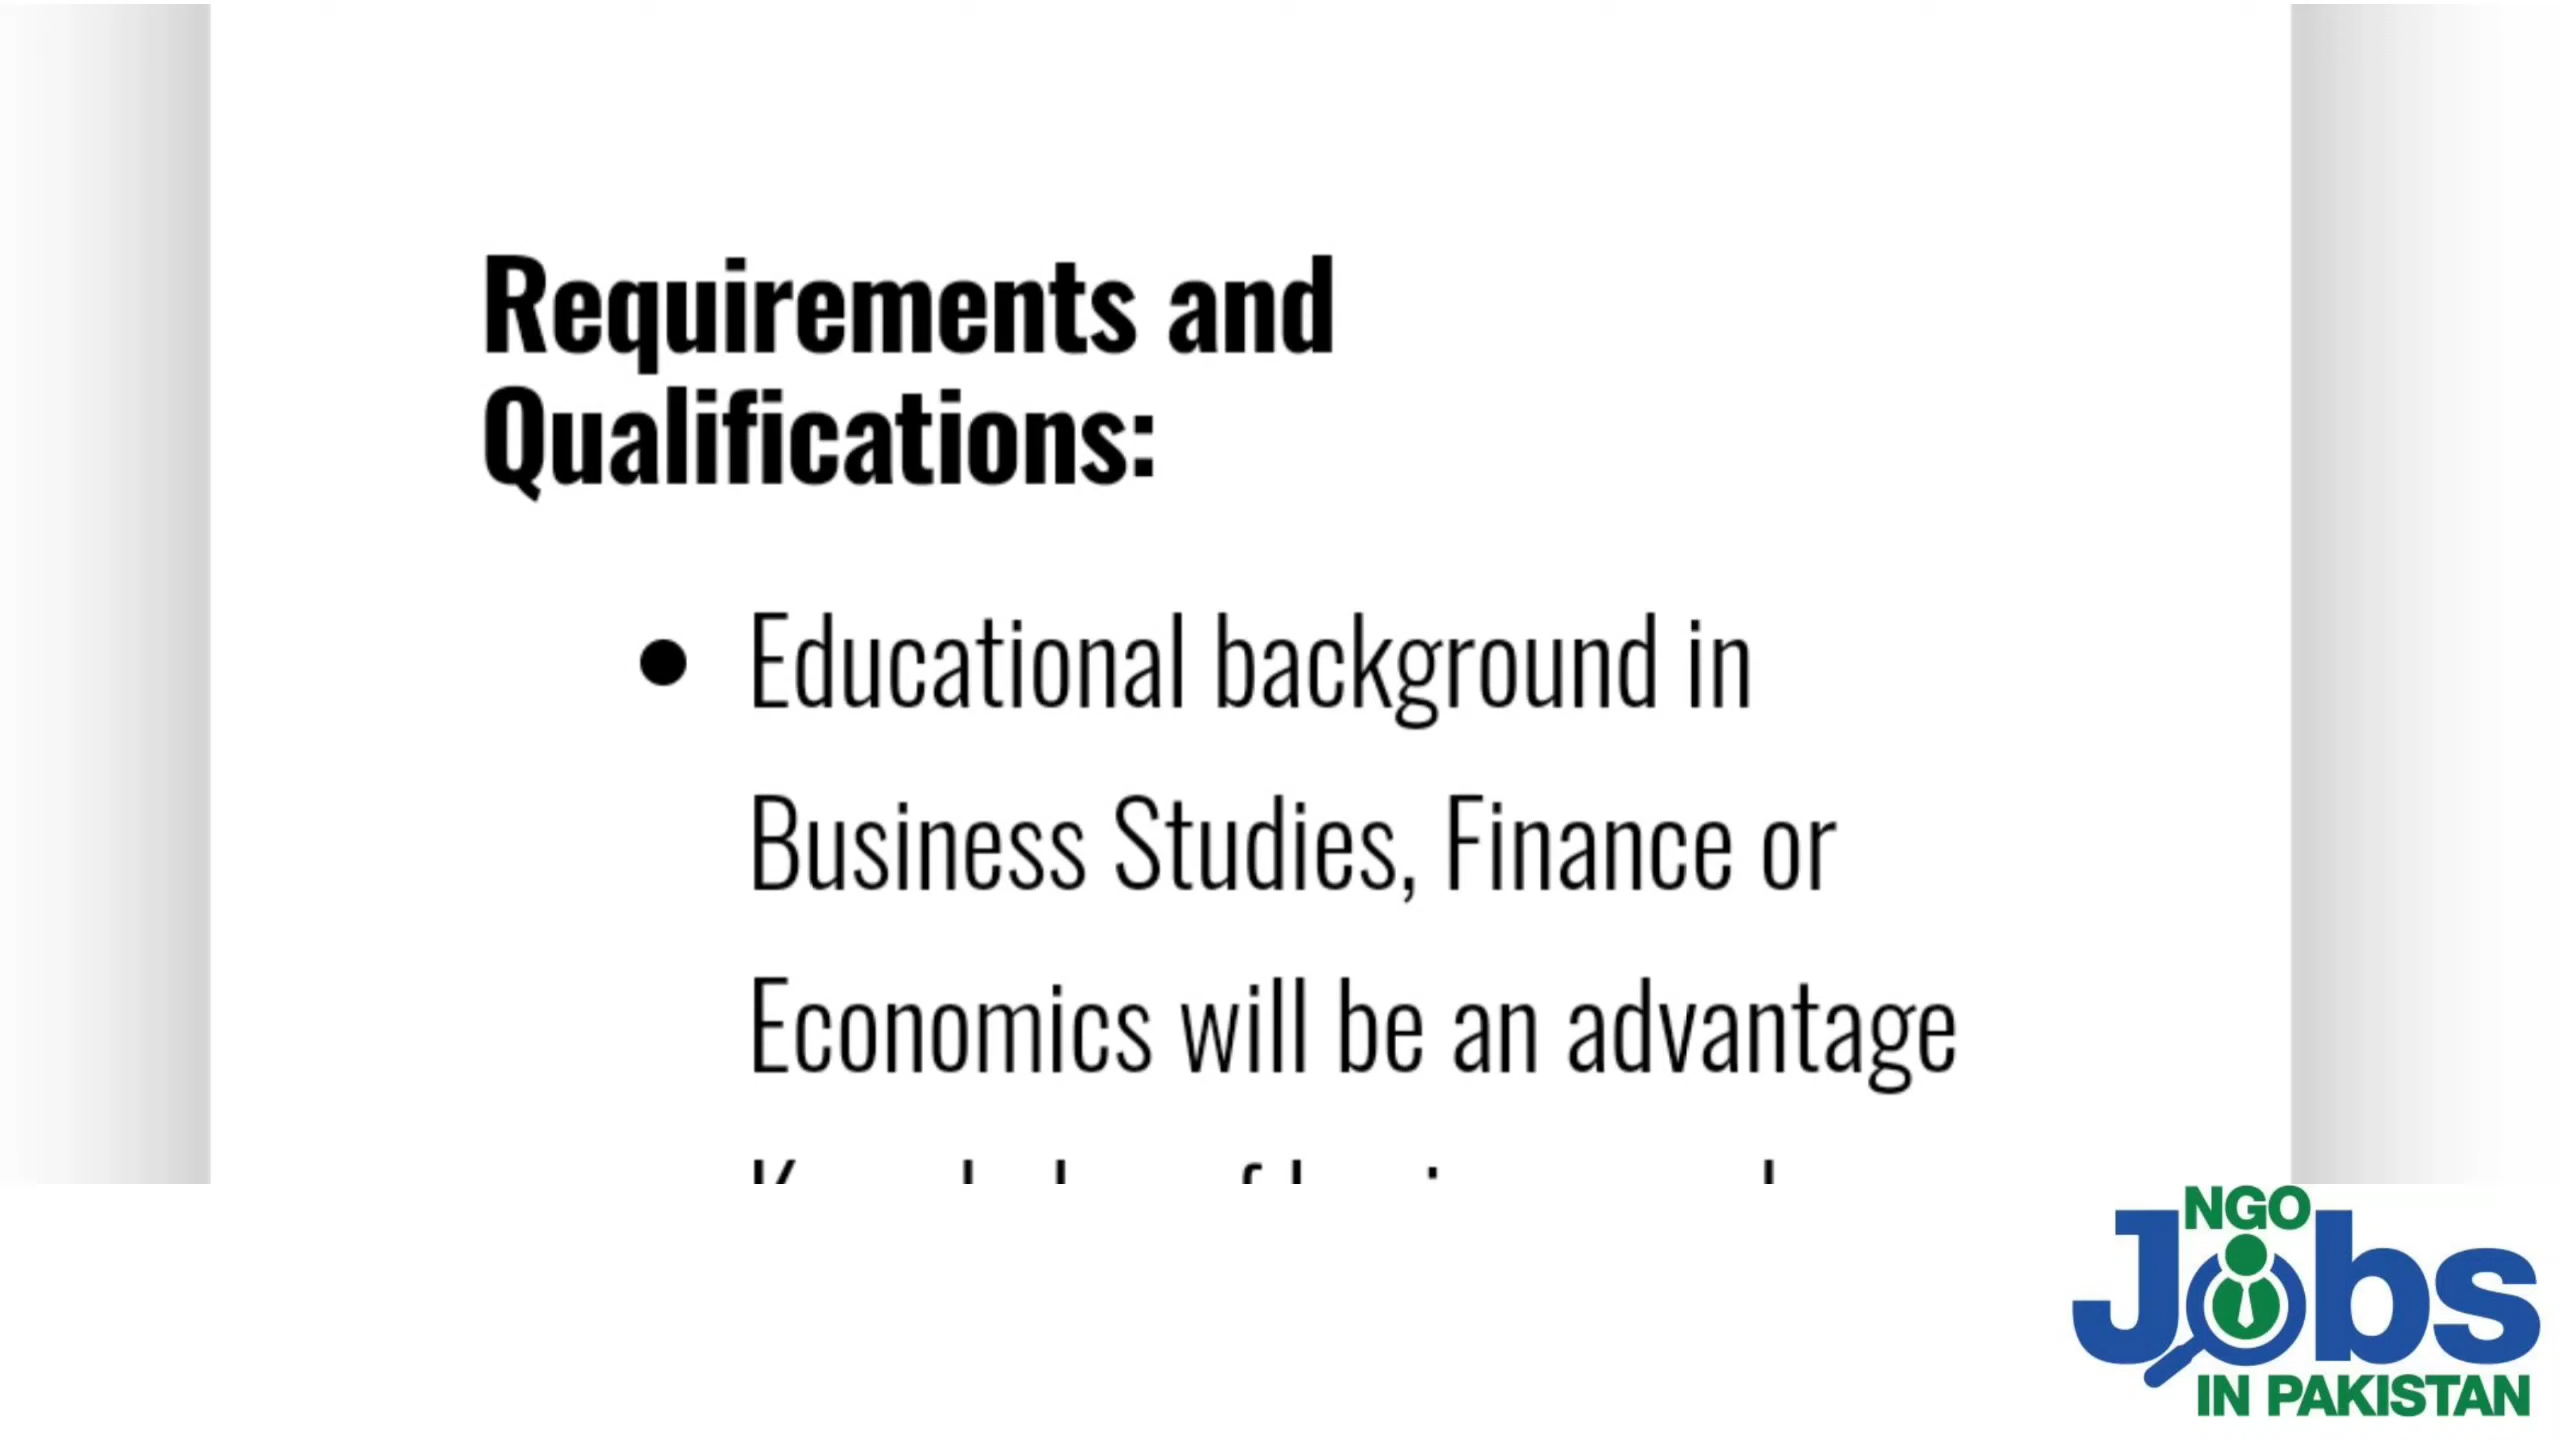 Requirements and
Qualifications:
• Educational background in
Business Studies, Finance or
Economics will be an advantage
NGO
Jobs
IN PAKISTAN